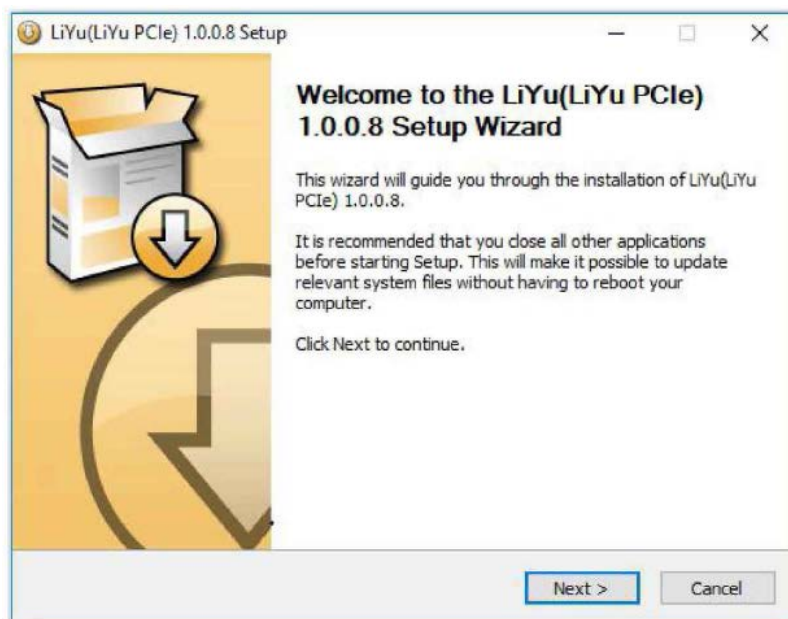 LiYu(LiYu PCIe) 1.0.0.8 Setup
Welcome to the LiYu(LiYu PCIe)
1.0.0.8 Setup Wizard
This wizard will guide you through the installation of LiYu(LiYu
PCIe) 1.0.0.8.
It is recommended that you close all other applications
before starting Setup. This will make it possible to update
relevant system files without having to reboot your
computer.
Click Next to continue.
Next >
Cancel